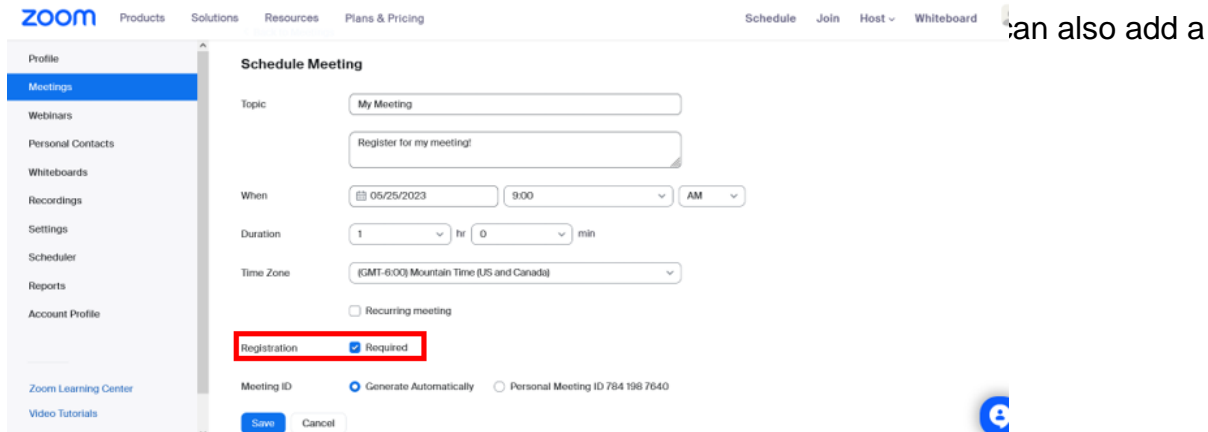 zoom Products Solutions Resources Plans & Pricing Schedule Join Host Whiteboard
can also add a
Profile
Meetings
Webinars
Personal Contacts
Whiteboards
Recordings
Settings
Scheduler
Reports
Account Profile
Zoom Learning Center
Video Tutorials
Schedule Meeting
Topic My Meeting
Register for my meeting!
When 05/25/2023 9:00 AM
Duration 1 hr 0 min
Time Zone (GMT-6:00) Mountain Time (US and Canada)
Recurring meeting
Registration Required
Meeting ID Generate Automatically Personal Meeting ID 784 198 7640
Save Cancel